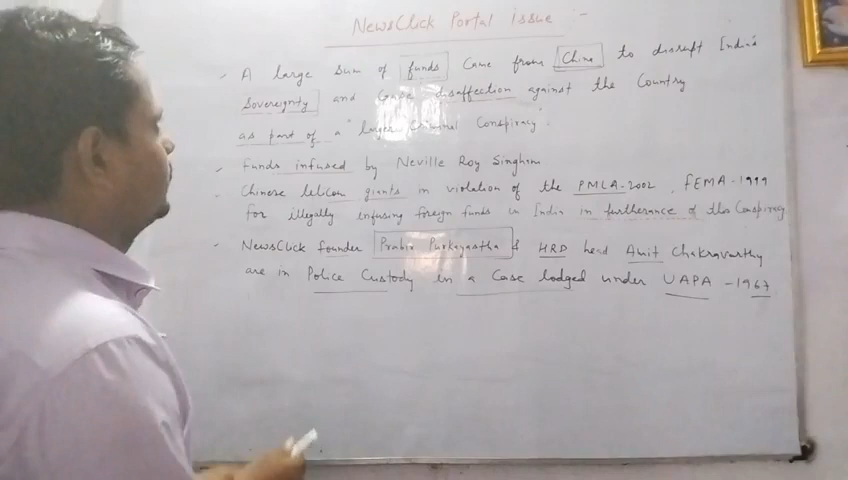 NewsClick Portal issue :-
A large sum of funds came from China to disrupt India's
Sovereignty and cause disaffection against the Country
as part of a "larger Criminal Conspiracy".
funds infused by Neville Roy Singham
Chinese telecom giants in violation of the PMLA-2002, FEMA-1999
for illegally infusing foreign funds in India in furtherance of this Conspiracy
NewsClick founder Prabir Purkayastha & HRD head Amit Chakravarthy
are in Police Custody in a Case lodged under UAPA - 1967